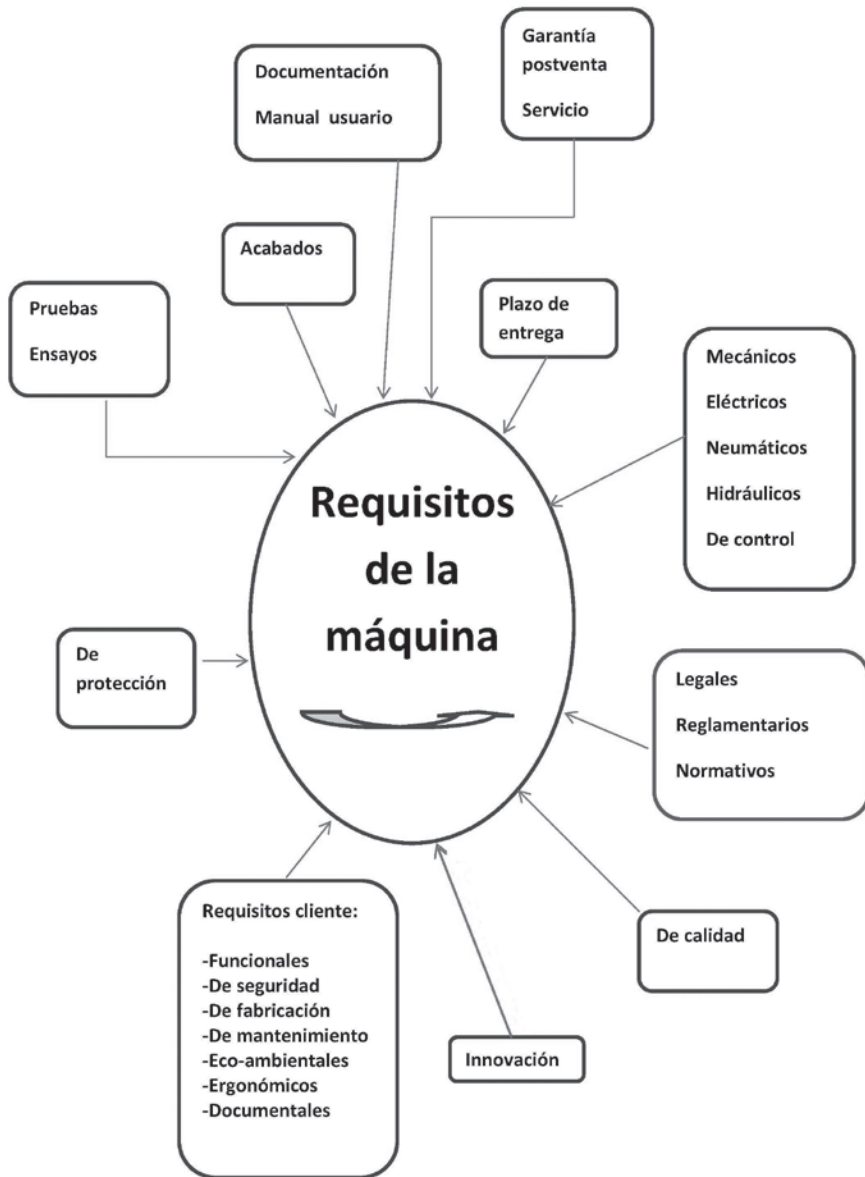 Garantía
postventa
Servicio
Documentación
Manual usuario
Acabados
Pruebas
Ensayos
Plazo de
entrega
Mecánicos
Eléctricos
Neumáticos
Hidráulicos
De control
Requisitos
de la
máquina
De
protección
Legales
Reglamentarios
Normativos
Requisitos cliente:
-Funcionales
-De seguridad
-De fabricación
-De mantenimiento
-Eco-ambientales
-Ergonómicos
-Documentales
De calidad
Innovación